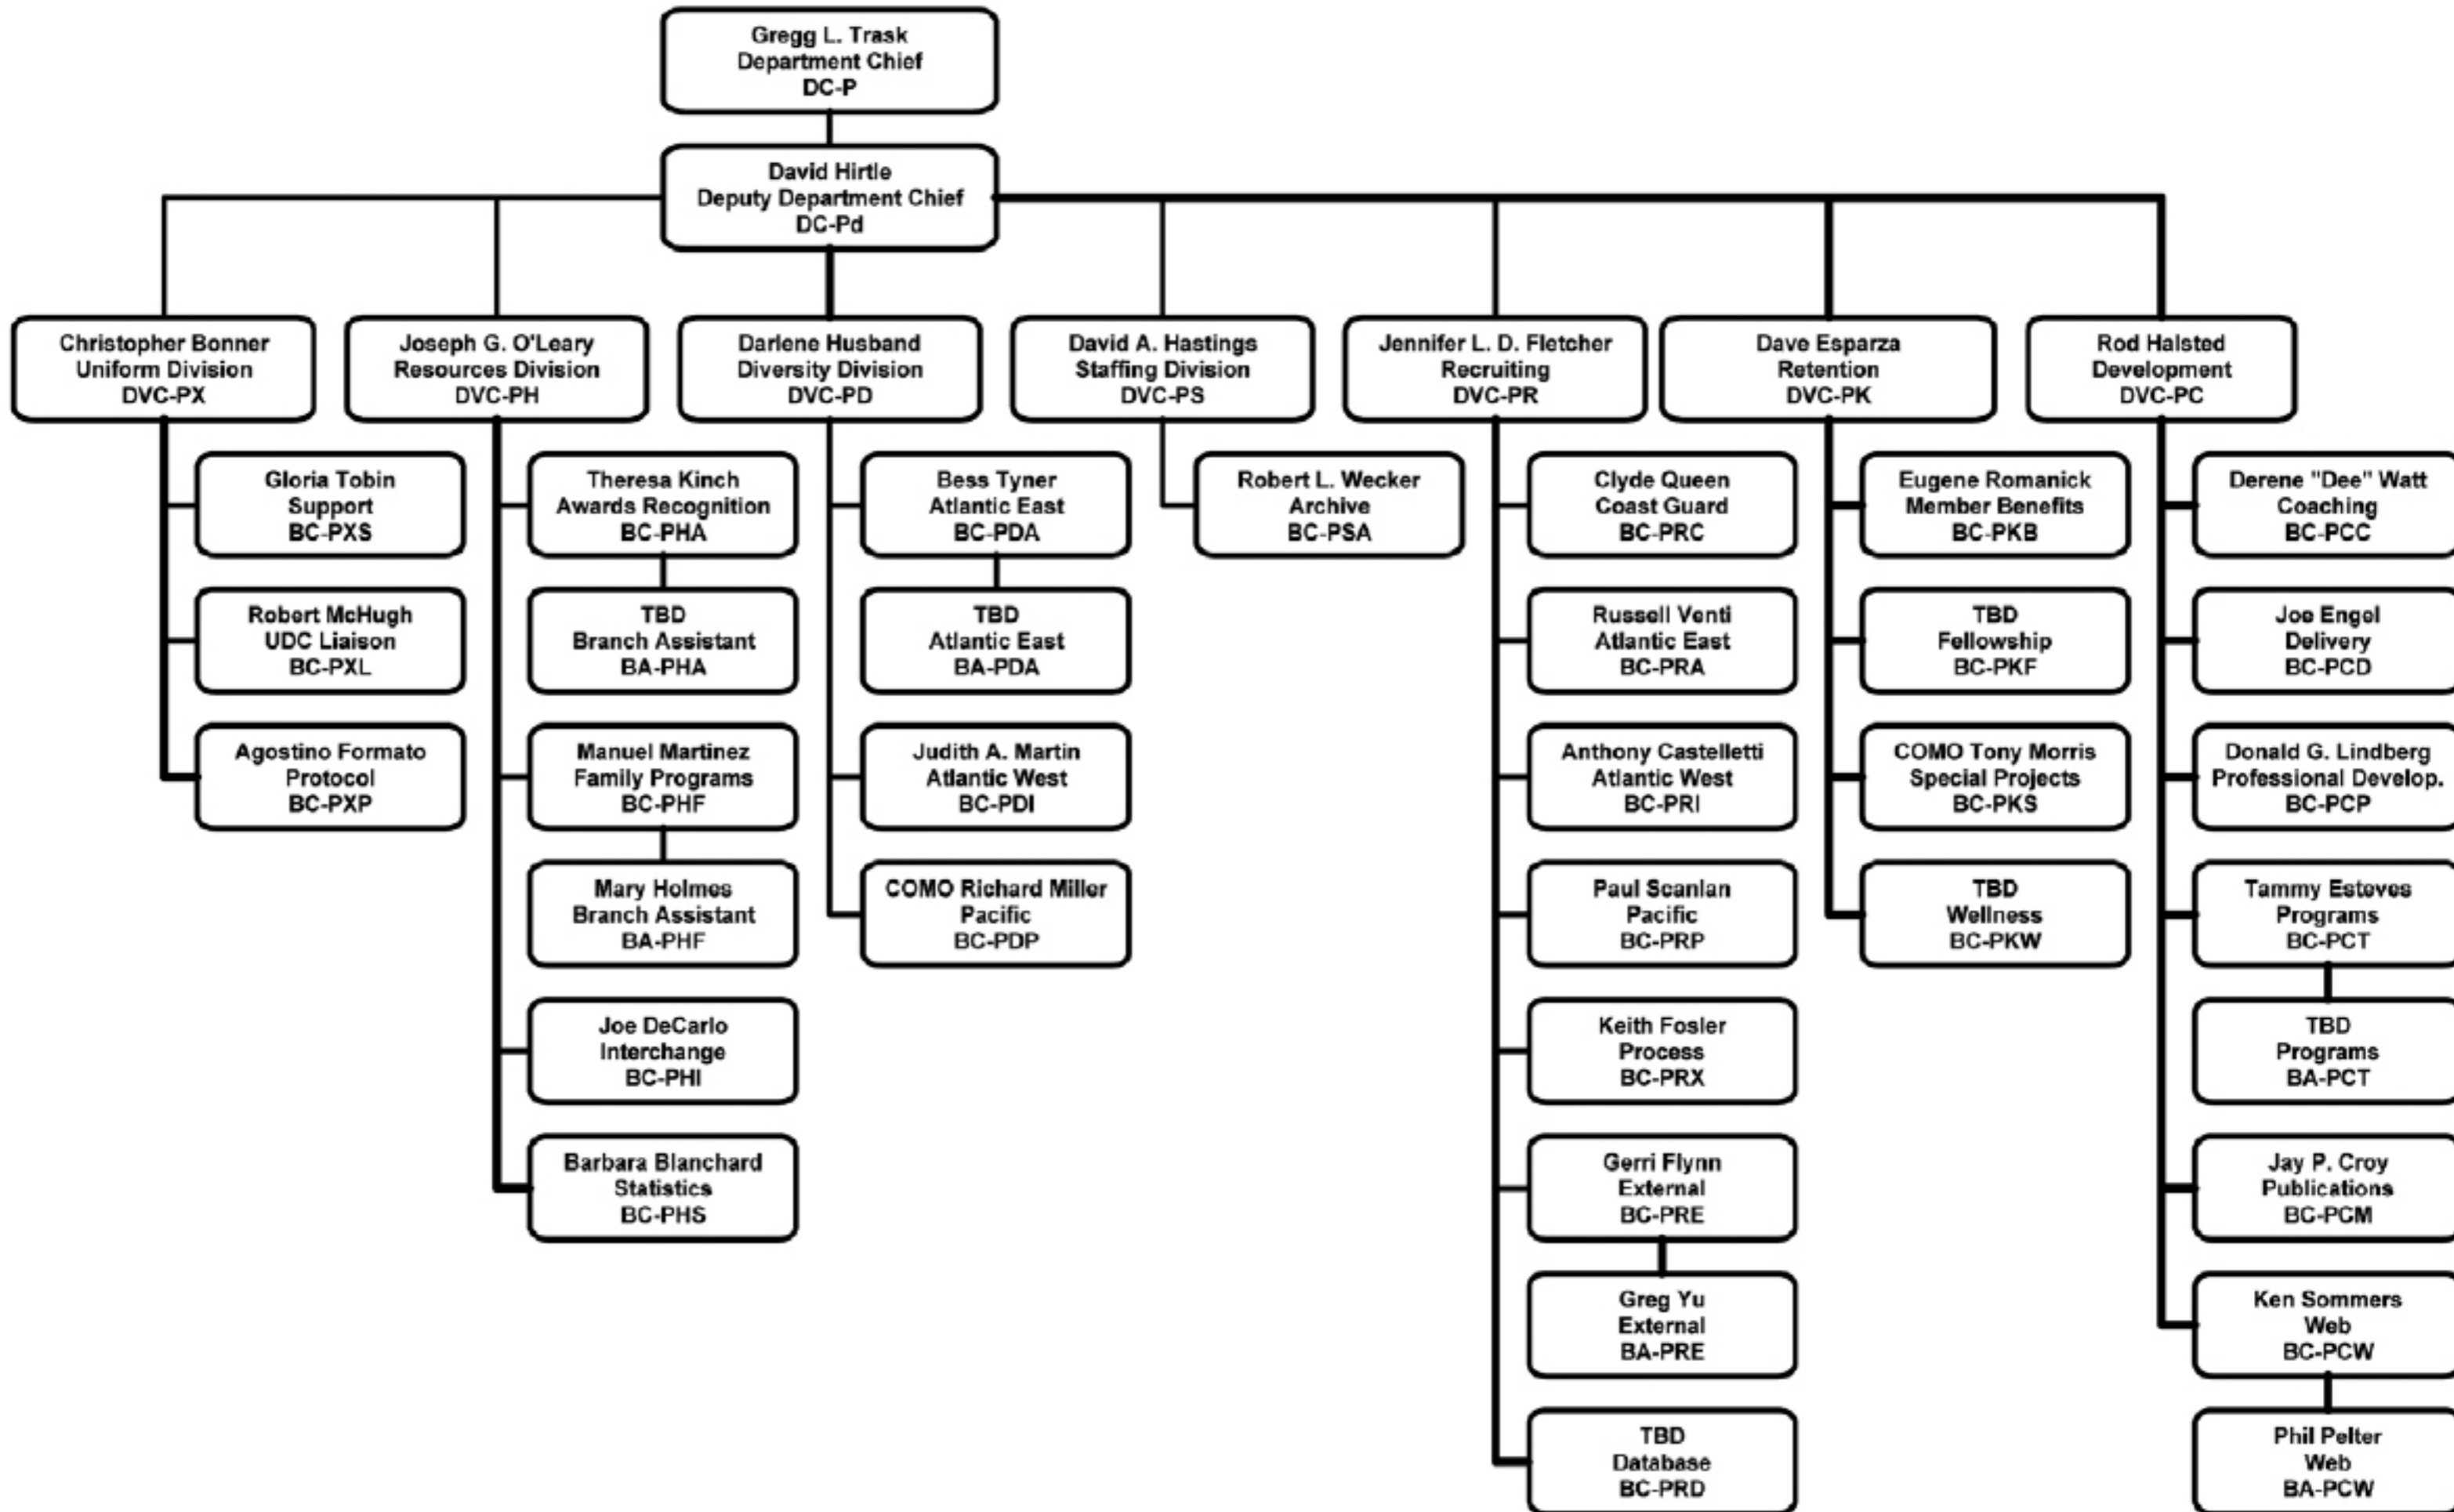 Gregg L. Trask
Department Chief
DC-P
David Hirtle
Deputy Department Chief
DC-Pd
Christopher Bonner
Uniform Division
DVC-PX
Joseph G. O'Leary
Resources Division
DVC-PH
Darlene Husband
Diversity Division
DVC-PD
David A. Hastings
Staffing Division
DVC-PS
Jennifer L. D. Fletcher
Recruiting
DVC-PR
Dave Esparza
Retention
DVC-PK
Rod Halsted
Development
DVC-PC
Gloria Tobin
Support
BC-PXS
Robert McHugh
UDC Liaison
BC-PXL
Agostino Formato
Protocol
BC-PXP
Theresa Kinch
Awards Recognition
BC-PHA
TBD
Branch Assistant
BA-PHA
Manuel Martinez
Family Programs
BC-PHF
Mary Holmes
Branch Assistant
BA-PHF
Joe DeCarlo
Interchange
BC-PHI
Barbara Blanchard
Statistics
BC-PHS
Bess Tyner
Atlantic East
BC-PDA
TBD
Atlantic East
BA-PDA
Judith A. Martin
Atlantic West
BC-PDI
COMO Richard Miller
Pacific
BC-PDP
Robert L. Wecker
Archive
BC-PSA
Clyde Queen
Coast Guard
BC-PRC
Russell Venti
Atlantic East
BC-PRA
Anthony Castelletti
Atlantic West
BC-PRI
Paul Scanlan
Pacific
BC-PRP
Keith Fosler
Process
BC-PRX
Gerri Flynn
External
BC-PRE
Greg Yu
External
BA-PRE
TBD
Database
BC-PRD
Eugene Romanick
Member Benefits
BC-PKB
TBD
Fellowship
BC-PKF
COMO Tony Morris
Special Projects
BC-PKS
TBD
Wellness
BC-PKW
Derene "Dee" Watt
Coaching
BC-PCC
Joe Engel
Delivery
BC-PCD
Donald G. Lindberg
Professional Develop.
BC-PCP
Tammy Esteves
Programs
BC-PCT
TBD
Programs
BA-PCT
Jay P. Croy
Publications
BC-PCM
Ken Sommers
Web
BC-PCW
Phil Pelter
Web
BA-PCW